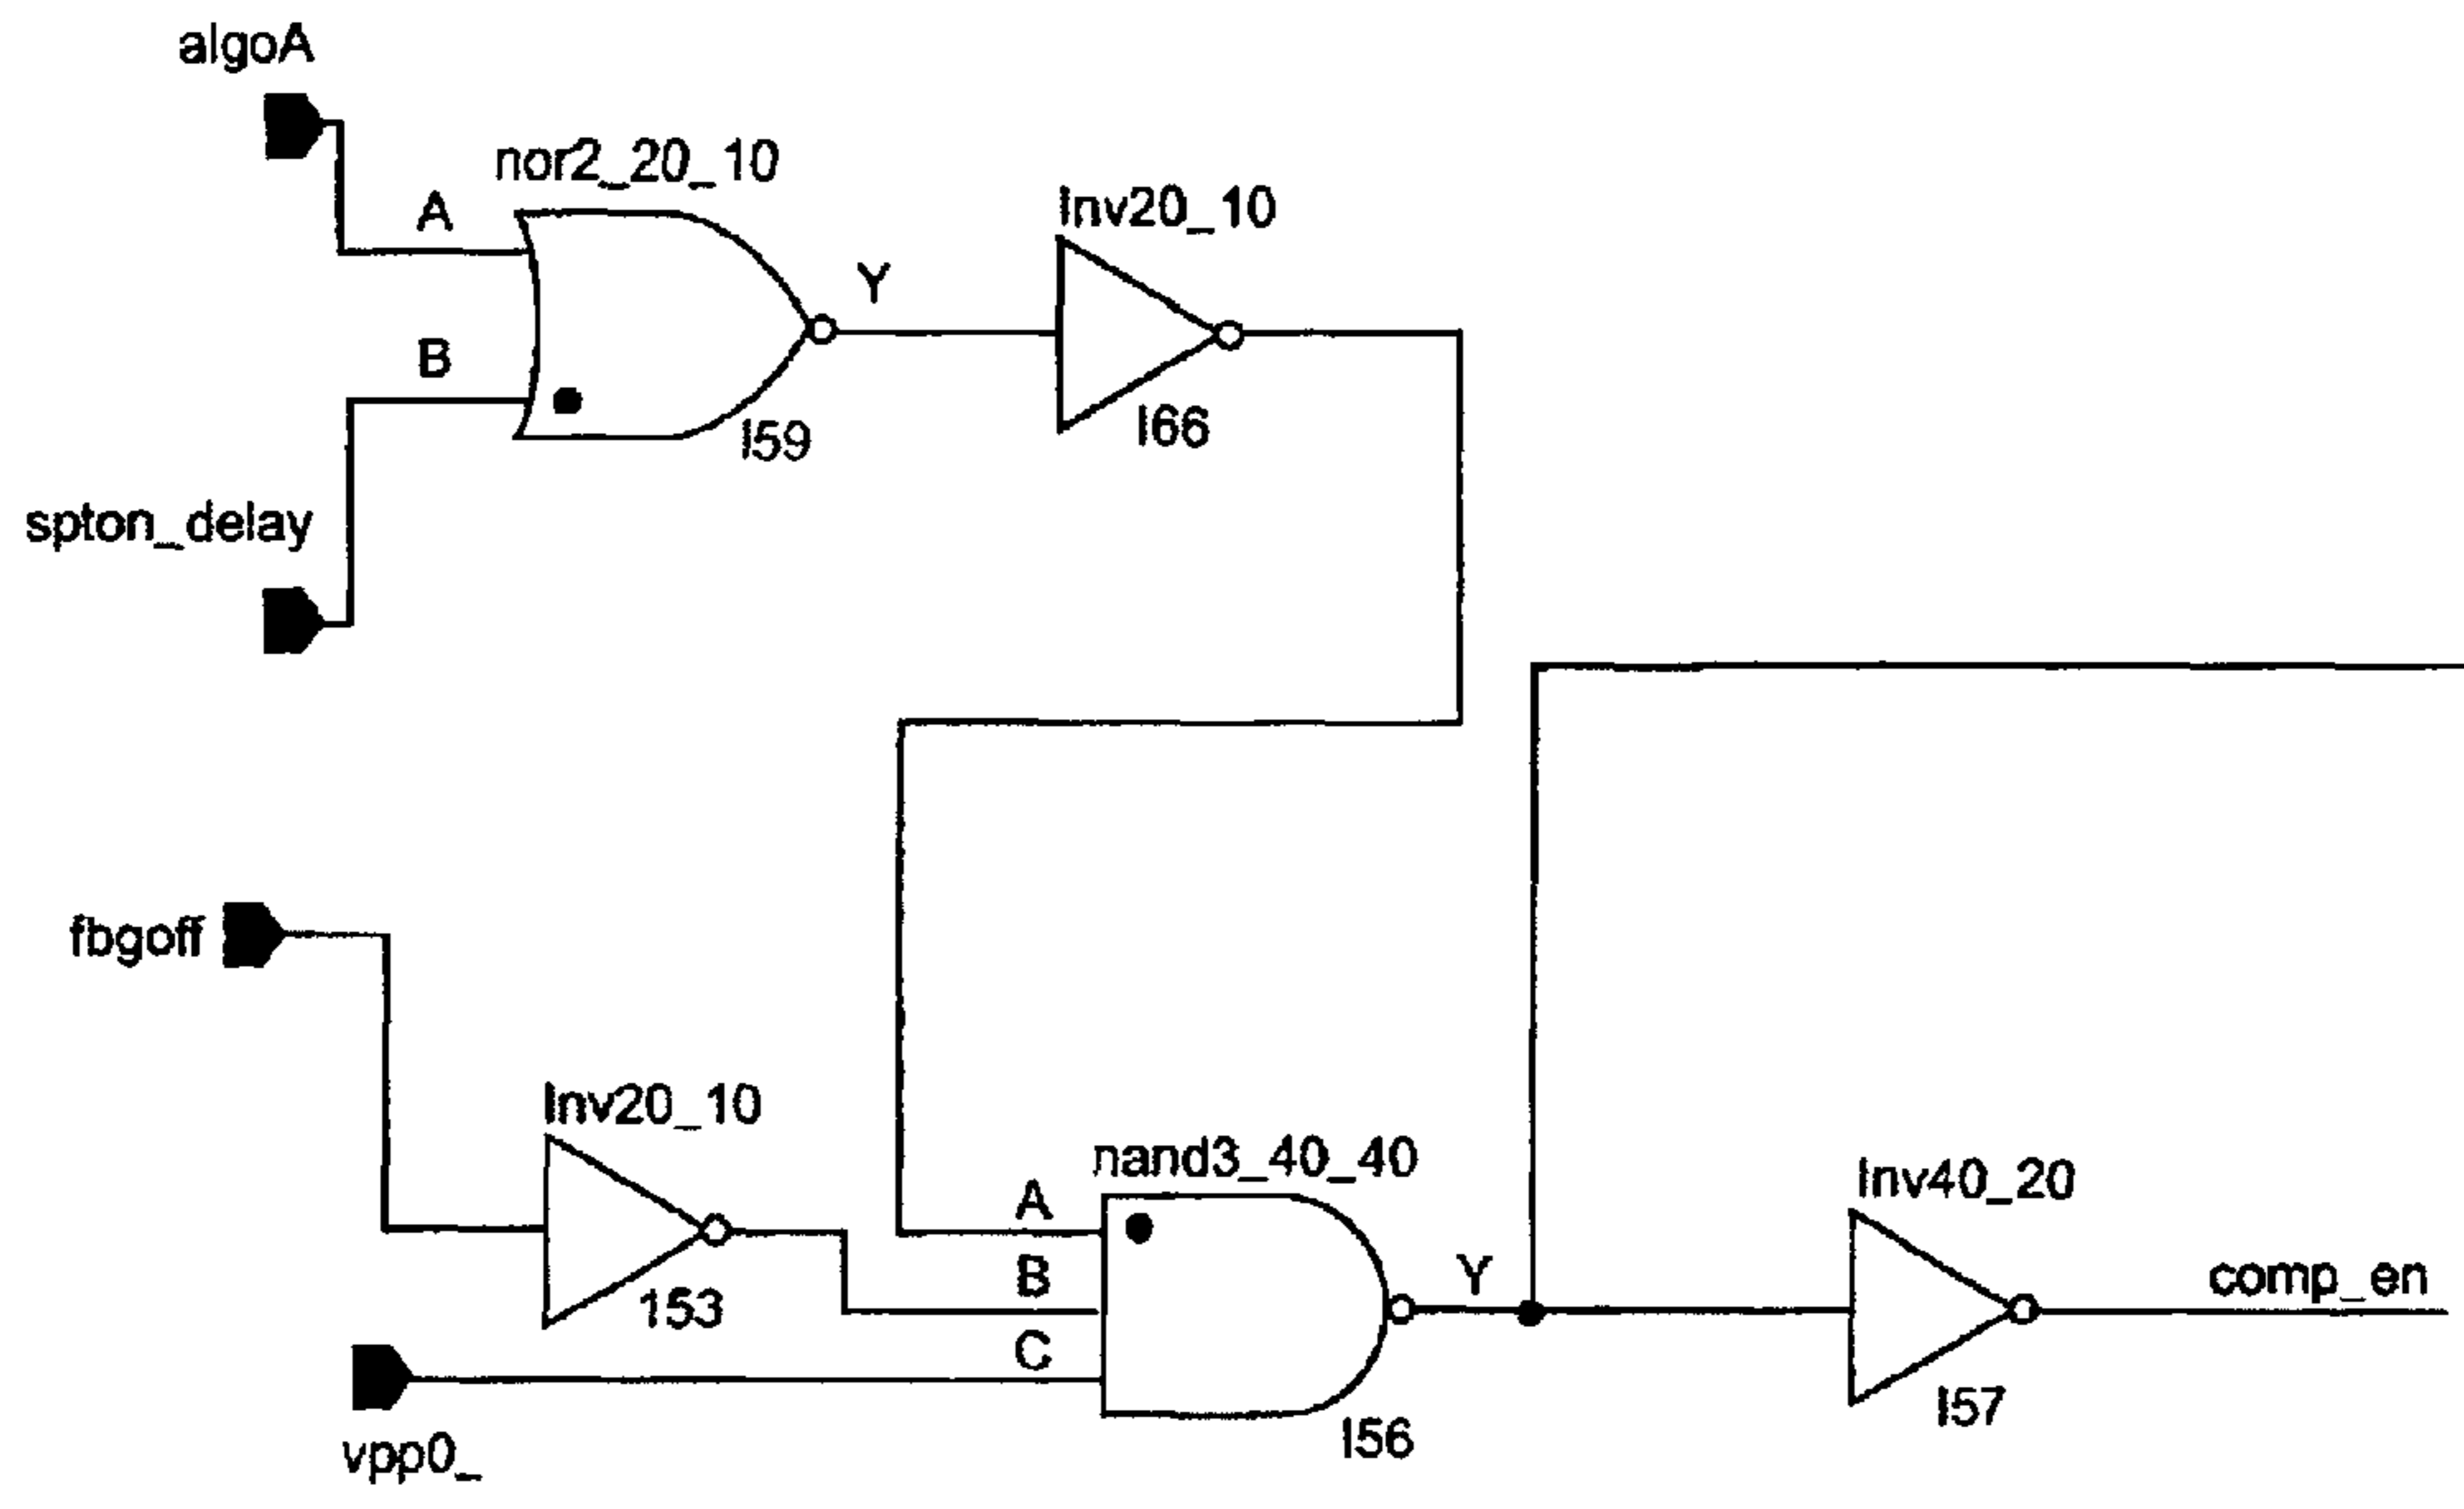 algoA
nor2_20_10
A
Inv20_10
Y
B
I59
I66
spton_delay
fbgoff
Inv20_10
nand3_40_40
A
Inv40_20
B
Y
comp_en
153
C
I57
I56
vpp0_